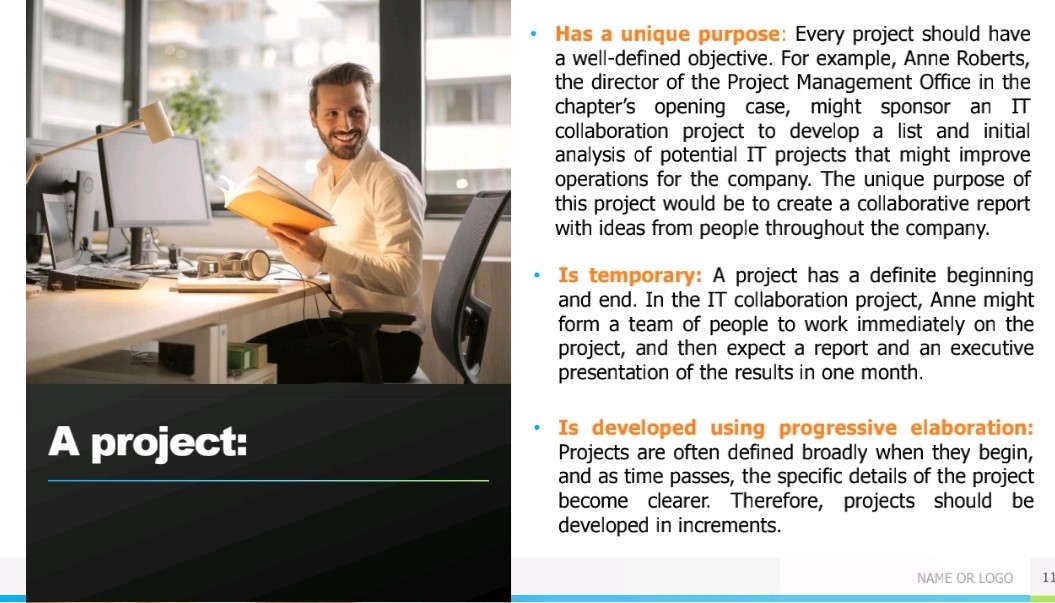 A project:
• Has a unique purpose: Every project should have
a well-defined objective. For example, Anne Roberts,
the director of the Project Management Office in the
chapter's opening case, might sponsor an IT
collaboration project to develop a list and initial
analysis of potential IT projects that might improve
operations for the company. The unique purpose of
this project would be to create a collaborative report
with ideas from people throughout the company.
• Is temporary: A project has a definite beginning
and end. In the IT collaboration project, Anne might
form a team of people to work immediately on the
project, and then expect a report and an executive
presentation of the results in one month.
• Is developed using progressive elaboration:
Projects are often defined broadly when they begin,
and as time passes, the specific details of the project
become clearer. Therefore, projects should be
developed in increments.
NAME OR LOGO
11